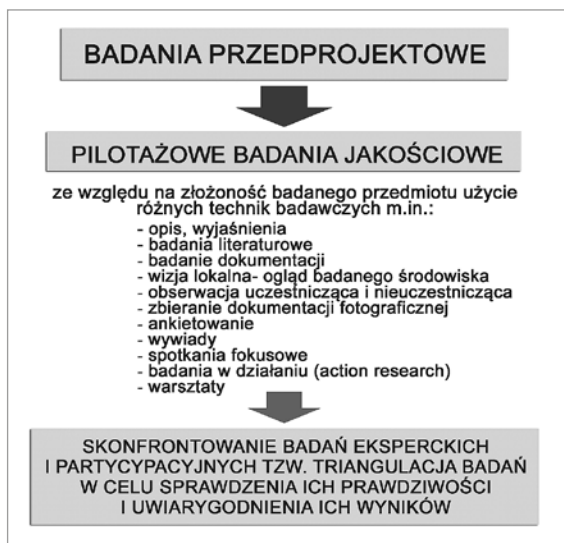 BADANIA PRZEDPROJEKTOWE
PILOTAŻOWE BADANIA JAKOŚCIOWE
ze względu na złożoność badanego przedmiotu użycie
różnych technik badawczych m.in.:
- opis, wyjaśnienia
- badania literaturowe
- badanie dokumentacji
- wizja lokalna- ogląd badanego środowiska
- obserwacja uczestnicząca i nieuczestnicząca
- zbieranie dokumentacji fotograficznej
- ankietowanie
- wywiady
- spotkania fokusowe
- badania w działaniu (action research)
- warsztaty
SKONFRONTOWANIE BADAŃ EKSPERCKICH
I PARTYCYPACYJNYCH TZW. TRIANGULACJA BADAŃ
W CELU SPRAWDZENIA ICH PRAWDZIWOŚCI
I UWIARYGODNIENIA ICH WYNIKÓW